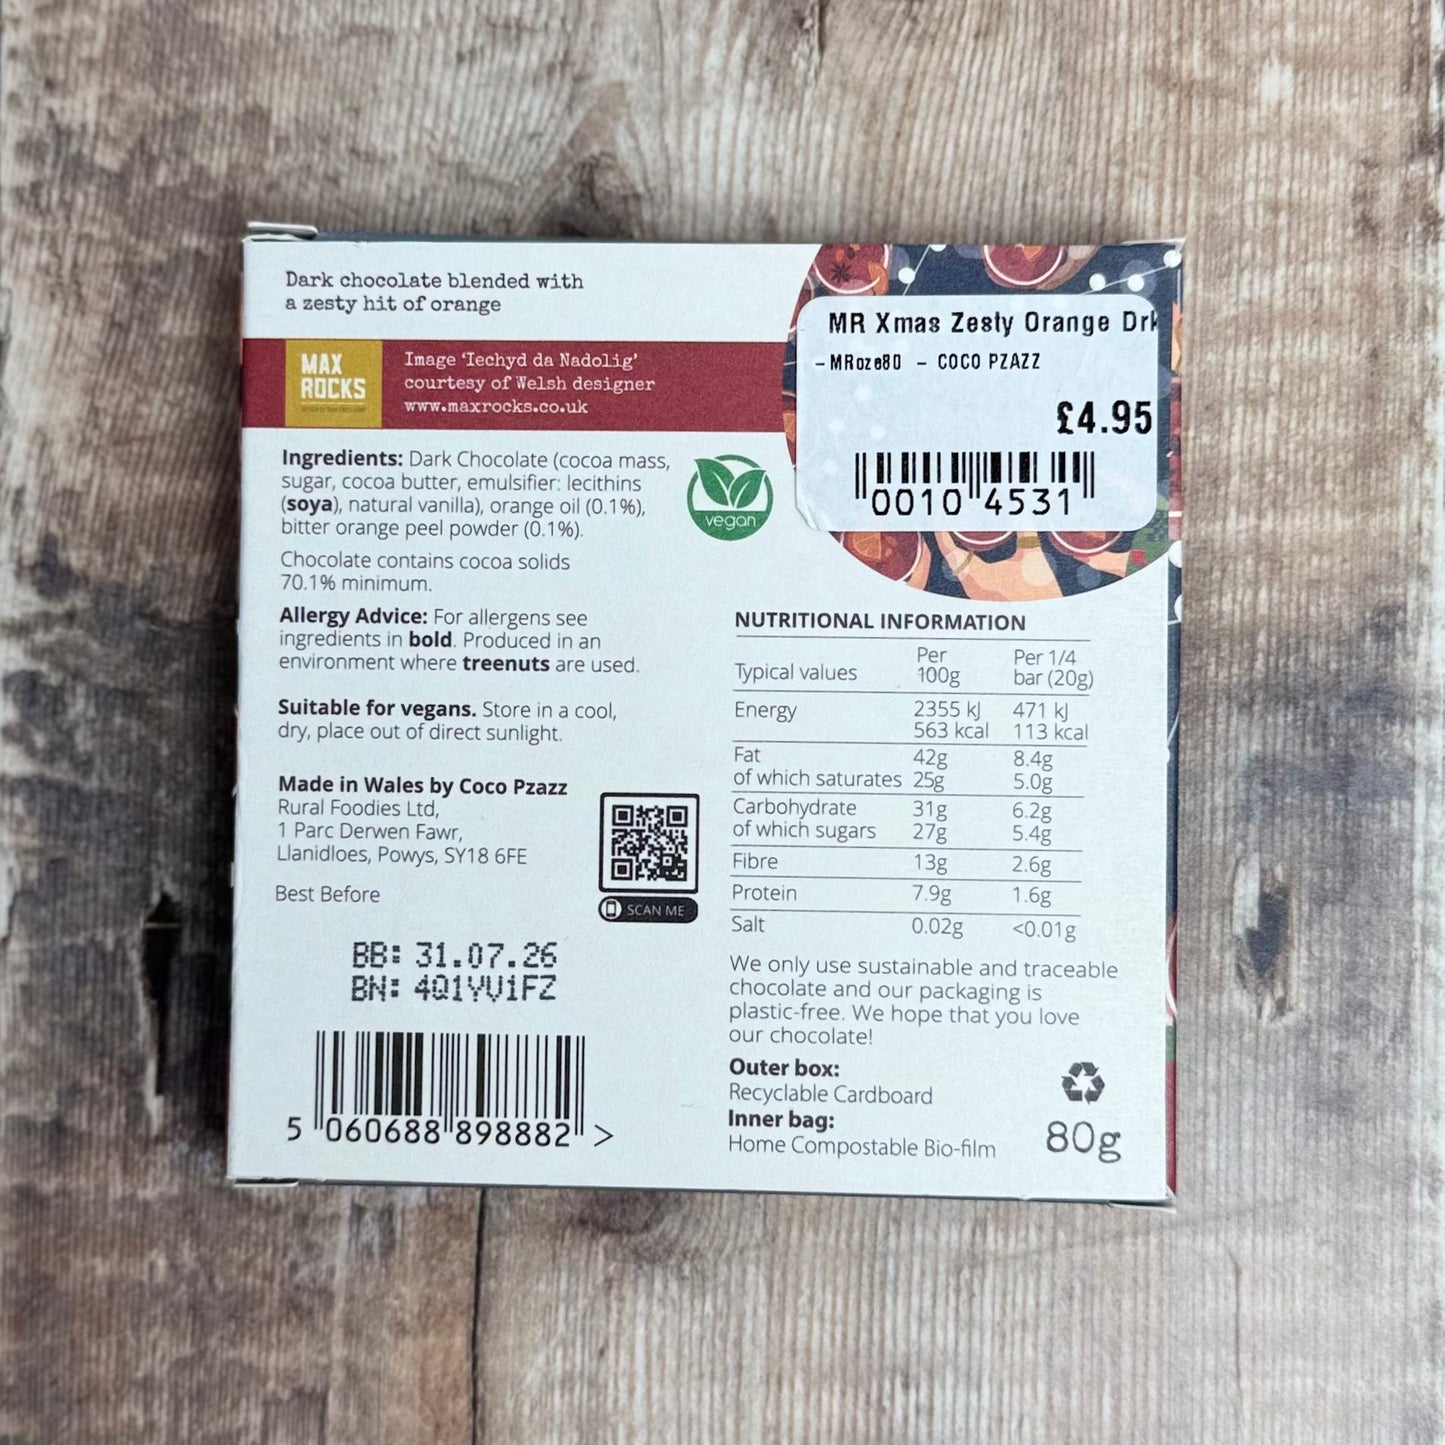 Dark chocolate blended with
a zesty hit of orange
MAX
ROCKS
Image 'Iechyd da Nadolig'
courtesy of Welsh designer
www.maxrocks.co.uk
MR Xmas Zesty Orange Drk
-MRoze80 - COCO PZAZZ
£4.95
0010 4531
Ingredients: Dark Chocolate (cocoa mass,
sugar, cocoa butter, emulsifier: lecithins
(soya), natural vanilla), orange oil (0.1%),
bitter orange peel powder (0.1%).
vegan
Chocolate contains cocoa solids
70.1% minimum.
Allergy Advice: For allergens see
ingredients in bold. Produced in an
environment where treenuts are used.
Suitable for vegans. Store in a cool,
dry, place out of direct sunlight.
Made in Wales by Coco Pzazz
Rural Foodies Ltd,
1 Parc Derwen Fawr,
Llanidloes, Powys, SY18 6FE
SCAN ME
Best Before
BB: 31.07.26
BN: 4Q1YV1FZ
5 060688 898882 >
NUTRITIONAL INFORMATION
Typical values Per 100g Per 1/4 bar (20g)
Energy 2355 kJ 471 kJ
563 kcal 113 kcal
Fat 42g 8.4g
of which saturates 25g 5.0g
Carbohydrate 31g 6.2g
of which sugars 27g 5.4g
Fibre 13g 2.6g
Protein 7.9g 1.6g
Salt 0.02g <0.01g
We only use sustainable and traceable
chocolate and our packaging is
plastic-free. We hope that you love
our chocolate!
Outer box:
Recyclable Cardboard
Inner bag:
Home Compostable Bio-film
80g